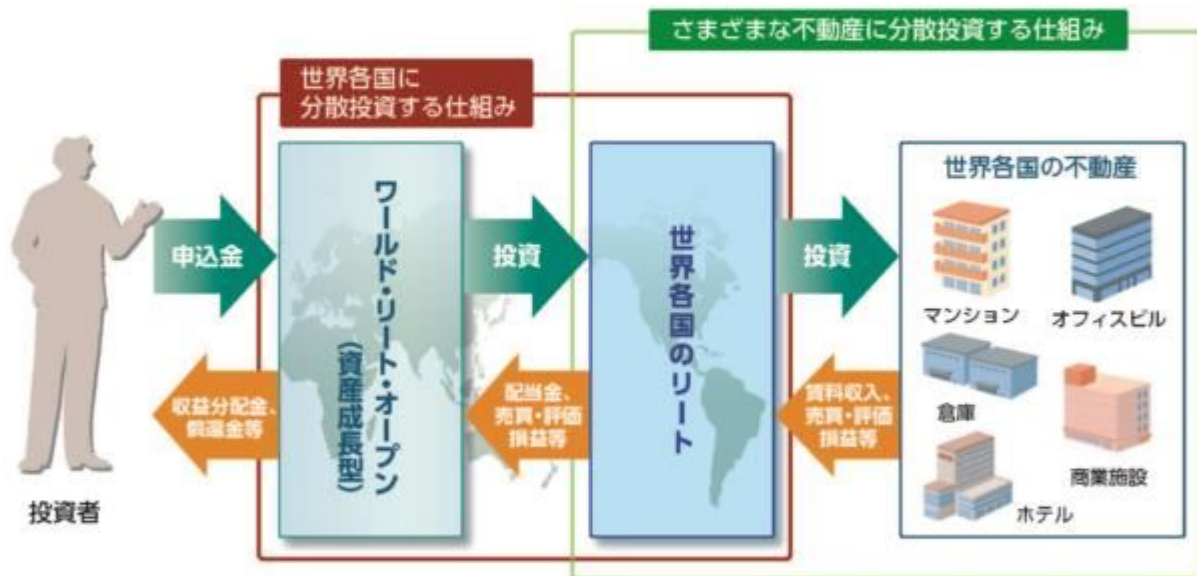 さまざまな不動産に分散投資する仕組み
世界各国に
分散投資する仕組み
申込金
収益分配金、
償還金等
投資者
ワールド・リート・オープン
(資産成長型)
投資
配当金、
売買・評価
損益等
世界各国のリート
投資
賃料収入、
売買・評価
損益等
世界各国の不動産
マンション
オフィスビル
倉庫
商業施設
ホテル